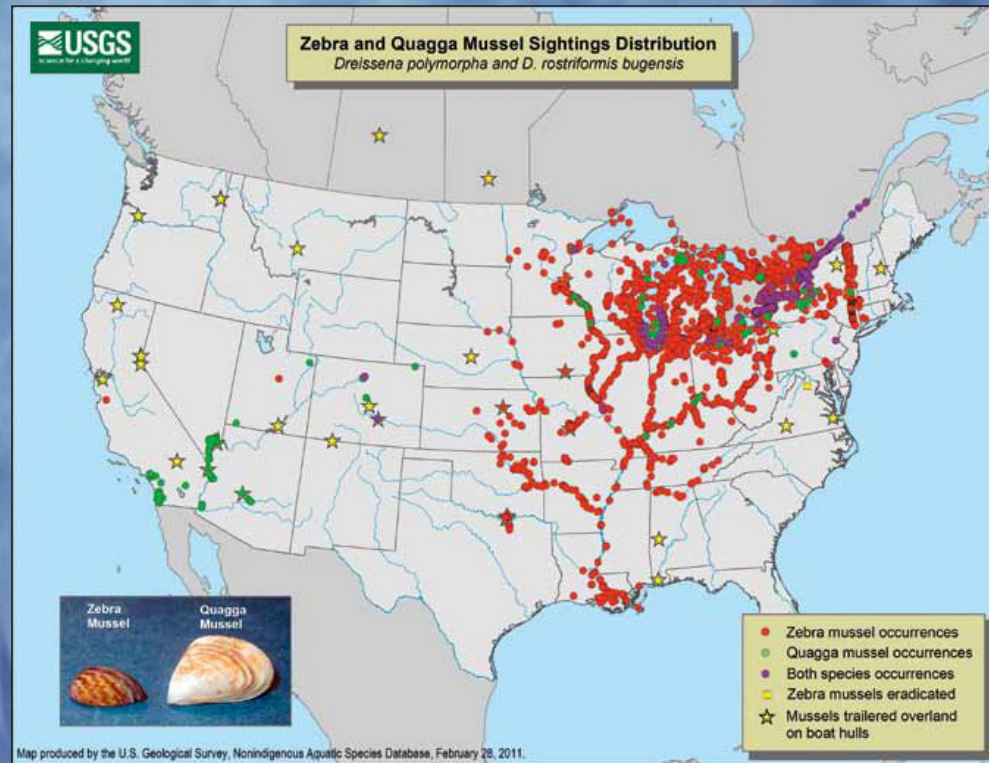 USGS
science for a changing world
Zebra and Quagga Mussel Sightings Distribution
Dreissena polymorpha and D. rostriformis bugensis
Zebra
Mussel
Quagga
Mussel
Zebra mussel occurrences
Quagga mussel occurrences
Both species occurrences
Zebra mussels eradicated
Mussels trailered overland
on boat hulls
Map produced by the U.S. Geological Survey, Nonindigenous Aquatic Species Database, February 28, 2011.